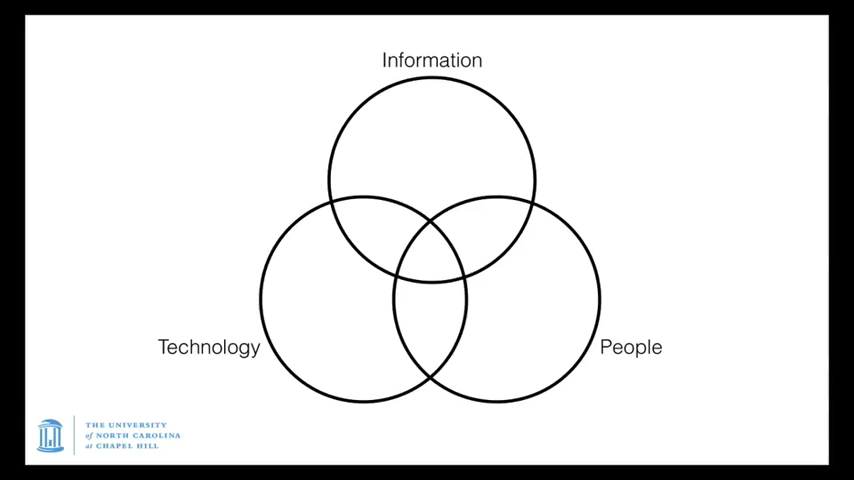 Information
Technology
People
THE UNIVERSITY
of NORTH CAROLINA
at CHAPEL HILL